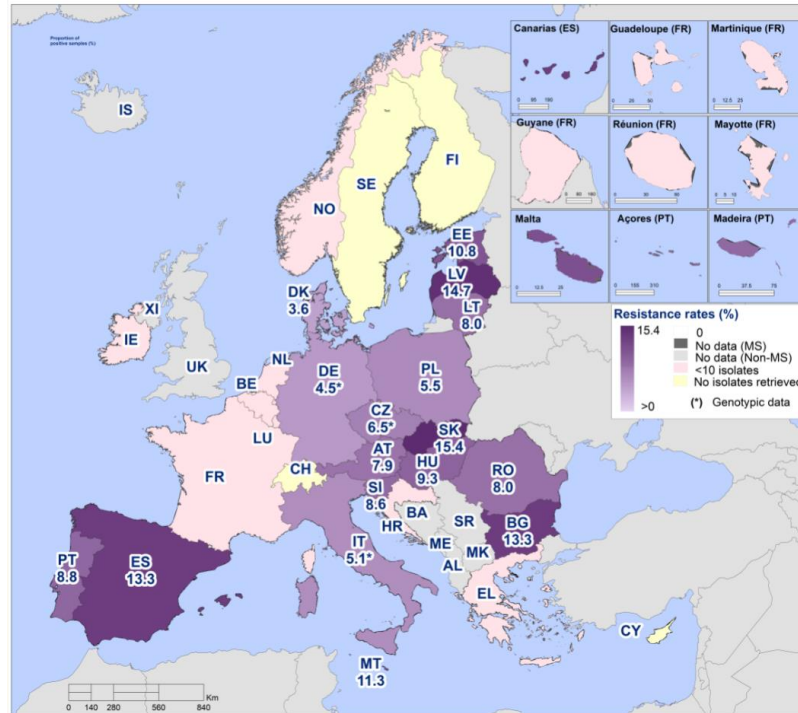 Proportion of
positive samples (%)
Canarias (ES)
Guadeloupe (FR)
Martinique (FR)
Guyane (FR)
Réunion (FR)
Mayotte (FR)
Malta
Açores (PT)
Madeira (PT)
IS
FI
SE
NO
EE
10.8
LV
14.7
LT
8.0
DK
3.6
XI
IE
UK
NL
BE
DE
4.5*
PL
5.5
LU
CZ
6.5*
SK
15.4
AT
7.9
HU
9.3
RO
8.0
FR
CH
SI
8.6
HR
BA
SR
BG
13.3
ME
MK
AL
IT
5.1*
PT
8.8
ES
13.3
EL
CY
MT
11.3
Resistance rates (%)
15.4
>0
0
No data (MS)
No data (Non-MS)
<10 isolates
No isolates retrieved
(*) Genotypic data
Km
0 140 280 560 840